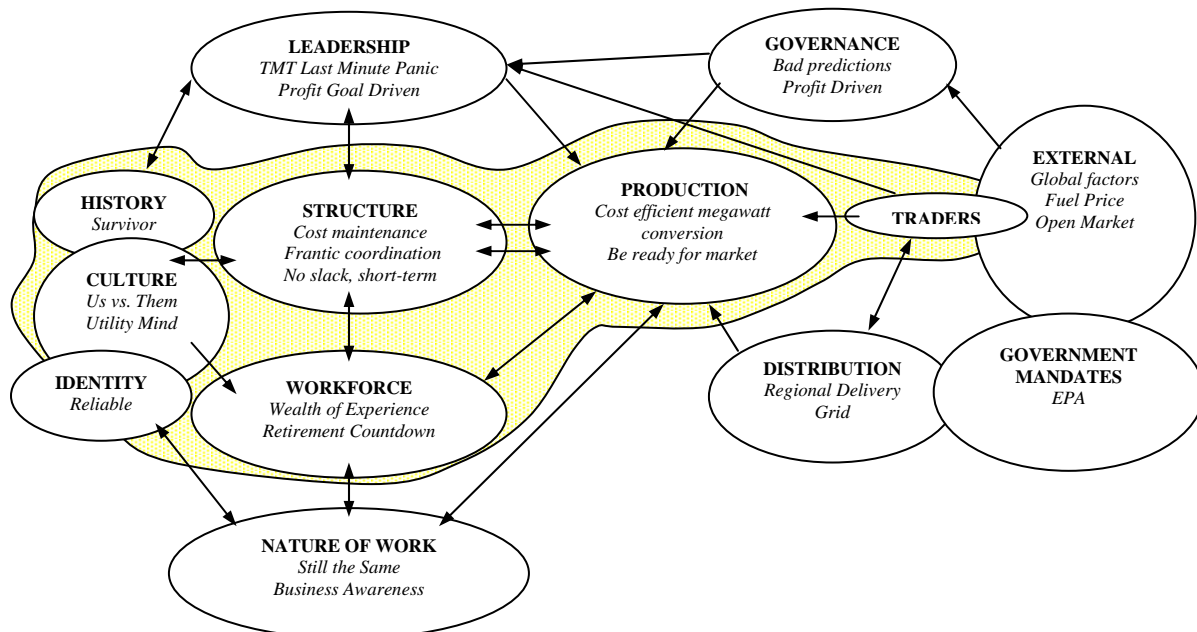 LEADERSHIP
TMT Last Minute Panic
Profit Goal Driven
GOVERNANCE
Bad predictions
Profit Driven
EXTERNAL
Global factors
Fuel Price
Open Market
HISTORY
Survivor
STRUCTURE
Cost maintenance
Frantic coordination
No slack, short-term
PRODUCTION
Cost efficient megawatt
conversion
Be ready for market
TRADERS
CULTURE
Us vs. Them
Utility Mind
IDENTITY
Reliable
WORKFORCE
Wealth of Experience
Retirement Countdown
DISTRIBUTION
Regional Delivery
Grid
GOVERNMENT
MANDATES
EPA
NATURE OF WORK
Still the Same
Business Awareness